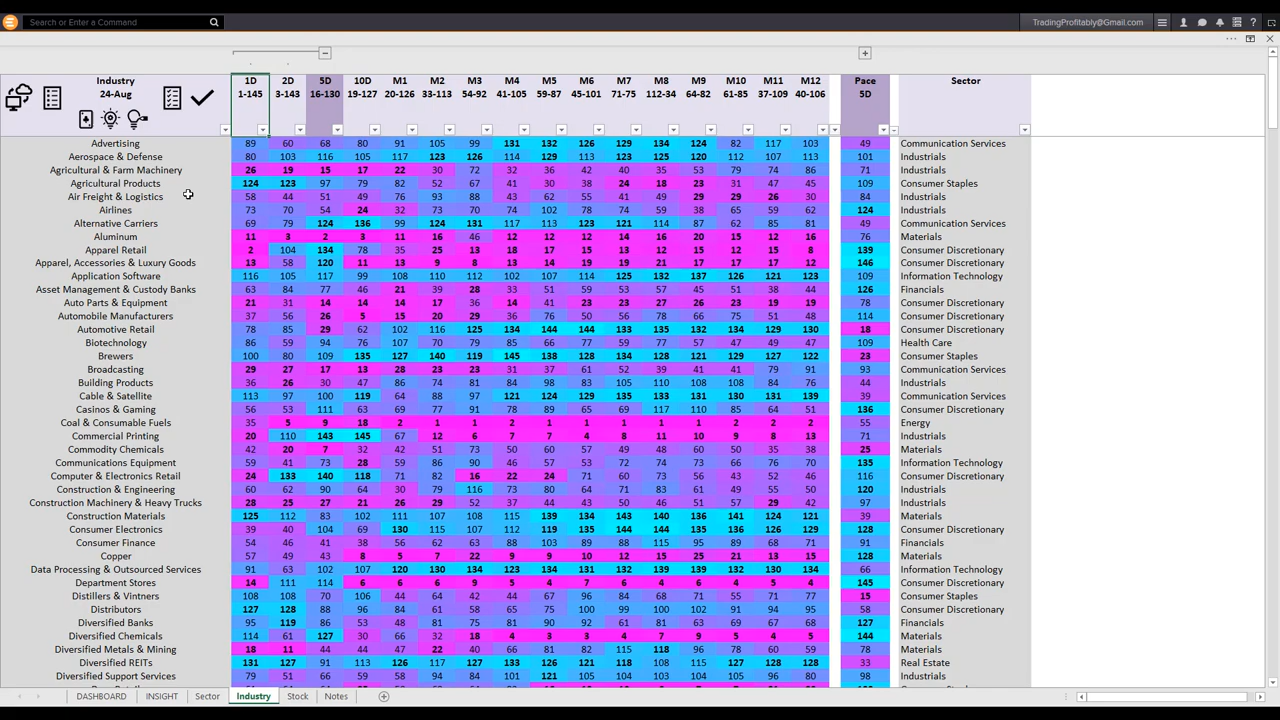 Search or Enter a Command TradingProfitably@Gmail.com
Industry 1D 2D 5D 10D M1 M2 M3 M4 M5 M6 M7 M8 M9 M10 M11 M12 Pace Sector
24-Aug 1-145 3-143 16-130 19-127 20-126 33-113 54-92 41-105 59-87 45-101 71-75 112-34 64-82 61-85 37-109 40-106 5D
Advertising 89 60 68 80 91 105 99 131 132 126 129 134 124 82 117 103 49 Communication Services
Aerospace & Defense 80 103 116 105 117 123 126 114 129 113 123 125 120 112 107 112 101 Industrials
Agricultural & Farm Machinery 26 19 15 17 22 30 72 32 36 42 40 53 79 74 86 71 Industrials
Agricultural Products 124 123 97 79 82 52 67 41 30 38 24 18 23 31 47 45 109 Consumer Staples
Air Freight & Logistics 58 44 51 49 76 93 88 43 62 55 41 49 29 29 26 30 84 Industrials
Airlines 73 70 54 24 32 73 70 74 102 78 74 59 38 65 59 62 124 Industrials
Alternative Carriers 69 79 124 136 99 124 131 117 113 123 121 114 87 62 85 81 49 Communication Services
Aluminum 11 3 2 3 11 16 46 12 12 12 14 16 20 15 12 16 76 Materials
Apparel Retail 2 104 134 78 35 25 13 18 17 15 13 12 15 12 15 8 139 Consumer Discretionary
Apparel, Accessories & Luxury Goods 13 58 120 11 13 9 8 13 14 19 19 21 17 17 17 12 146 Consumer Discretionary
Application Software 116 105 117 99 108 110 112 102 107 114 125 132 137 126 121 123 109 Information Technology
Asset Management & Custody Banks 63 84 77 46 21 39 28 45 51 59 53 57 45 51 38 44 126 Financials
Auto Parts & Equipment 21 31 14 14 14 17 36 14 41 23 23 27 26 23 19 19 78 Consumer Discretionary
Automobile Manufacturers 37 56 26 5 15 20 29 36 76 50 56 78 66 75 51 48 114 Consumer Discretionary
Automotive Retail 78 85 29 62 102 116 125 134 144 144 133 135 132 134 129 130 18 Consumer Discretionary
Biotechnology 86 59 94 76 107 70 79 85 66 77 59 77 57 49 47 109 Health Care
Brewers 100 80 109 135 127 140 119 145 138 128 134 128 121 129 127 122 23 Consumer Staples
Broadcasting 29 27 17 13 28 23 23 31 37 61 52 39 41 41 79 91 93 Communication Services
Building Products 36 26 30 47 86 74 81 84 98 83 105 110 108 108 84 76 44 Industrials
Cable & Satellite 113 97 100 119 64 88 97 121 124 129 135 133 131 130 131 139 39 Communication Services
Casinos & Gaming 56 53 111 63 69 77 91 78 89 65 69 117 110 85 64 51 136 Consumer Discretionary
Coal & Consumable Fuels 35 5 9 18 2 1 1 1 1 1 1 1 1 2 2 2 55 Energy
Commercial Printing 20 110 143 145 67 12 6 7 7 4 8 11 10 9 8 13 71 Industrials
Commodity Chemicals 42 20 7 32 42 51 73 50 60 57 49 48 60 50 35 38 25 Materials
Communications Equipment 59 41 73 28 59 86 90 46 57 53 72 74 73 66 76 70 135 Information Technology
Computer & Electronics Retail 24 133 140 118 71 82 16 22 24 71 60 73 56 43 52 46 116 Consumer Discretionary
Construction & Engineering 60 62 90 64 30 79 116 73 80 64 71 83 61 49 55 50 120 Industrials
Construction Machinery & Heavy Trucks 28 25 27 21 26 29 52 37 44 43 50 46 51 57 29 42 97 Industrials
Construction Materials 125 112 83 102 111 107 108 115 139 134 143 140 136 141 124 121 39 Materials
Consumer Electronics 39 40 104 69 130 115 107 112 119 135 144 144 135 136 126 129 128 Consumer Discretionary
Consumer Finance 54 46 41 38 56 62 63 88 103 89 88 115 95 89 68 71 91 Financials
Copper 57 49 43 8 5 7 22 9 9 10 12 15 25 21 13 15 128 Materials
Data Processing & Outsourced Services 91 63 102 107 120 130 134 123 134 131 132 139 139 132 130 134 66 Information Technology
Department Stores 14 111 114 6 6 6 9 5 4 7 6 4 6 4 5 4 145 Consumer Discretionary
Distillers & Vintners 108 108 70 106 44 64 42 44 67 96 84 68 71 55 71 77 15 Consumer Staples
Distributors 127 128 88 96 84 61 58 65 75 100 99 100 102 91 94 95 58 Consumer Discretionary
Diversified Banks 95 119 86 53 48 81 75 81 90 92 61 81 63 69 67 68 127 Financials
Diversified Chemicals 114 61 127 30 66 32 18 4 3 3 4 7 9 5 4 5 144 Materials
Diversified Metals & Mining 18 11 44 44 47 22 40 66 81 82 115 118 60 78 60 59 78 Materials
Diversified REITs 131 127 91 113 126 117 127 133 126 121 118 108 115 127 128 128 33 Real Estate
Diversified Support Services
DASHBOARD INSIGHT Sector Industry Stock Notes